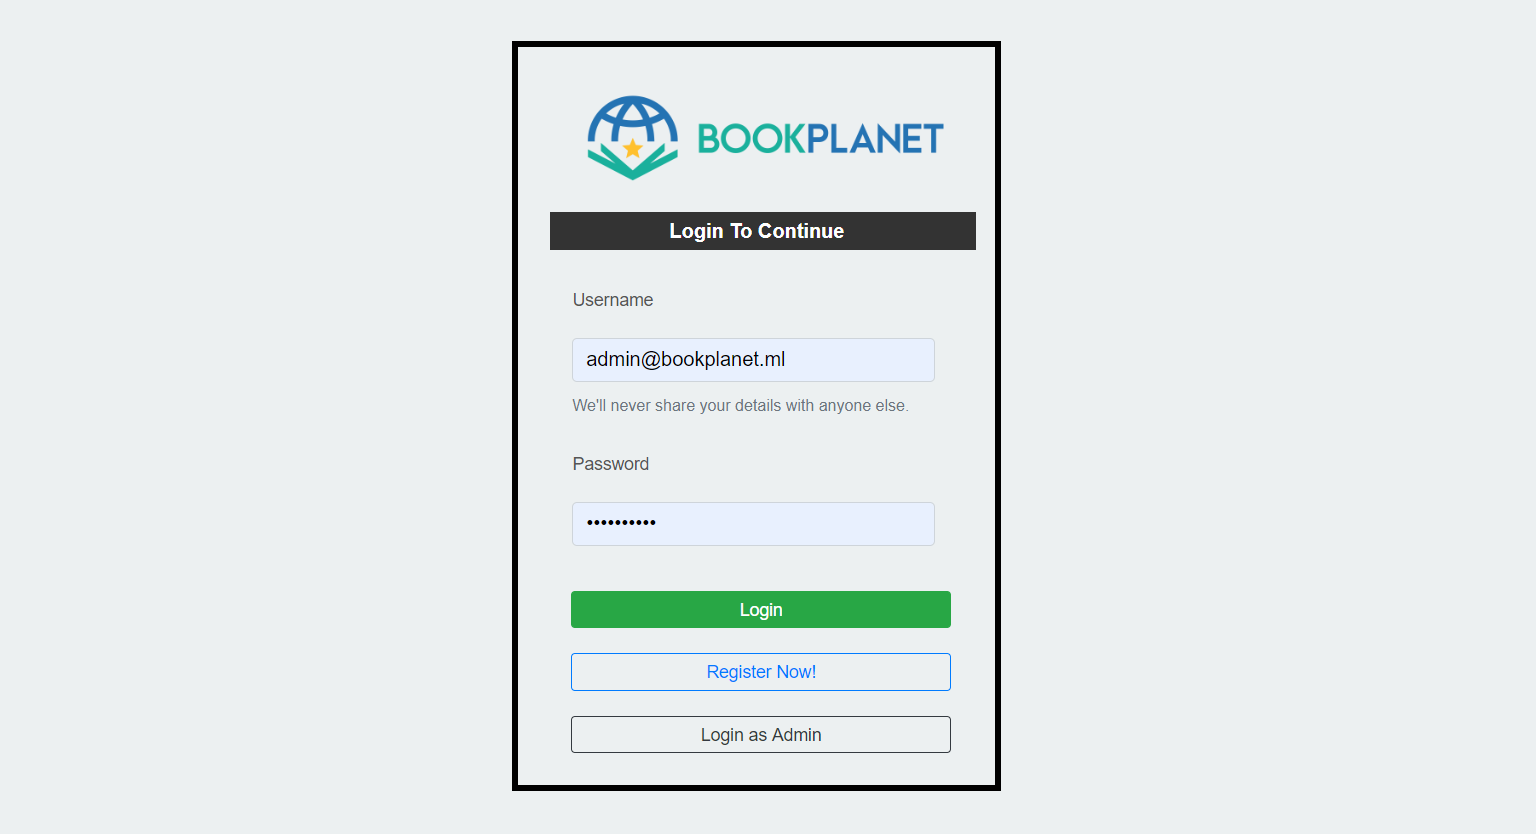 BOOKPLANET
Login To Continue
Username
admin@bookplanet.ml
We'll never share your details with anyone else.
Password
••••••••••
Login
Register Now!
Login as Admin